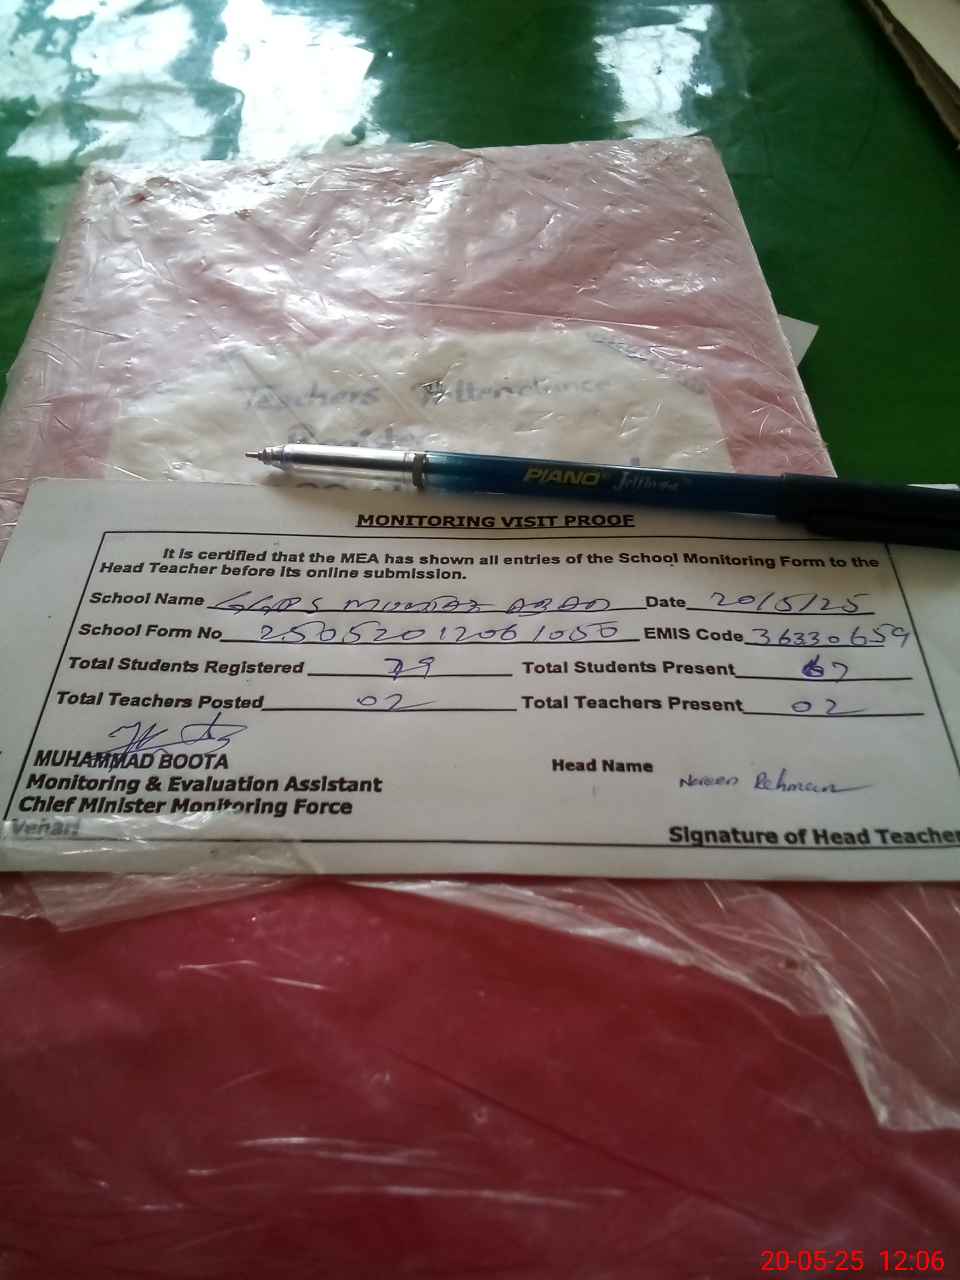 Teachers Attendance
Register
PIANO
MONITORING VISIT PROOF
It is certified that the MEA has shown all entries of the School Monitoring Form to the
Head Teacher before its online submission.
School Name GGPS MUMTAZ ABAD Date 20/5/25
School Form No 25052012061050 EMIS Code 36330659
Total Students Registered 79 Total Students Present 67
Total Teachers Posted 02 Total Teachers Present 02
MUHAMMAD BOOTA
Monitoring & Evaluation Assistant
Chief Minister Monitoring Force
Vehari
Head Name
Noreen Rehman
Signature of Head Teacher
20-05-25 12:06